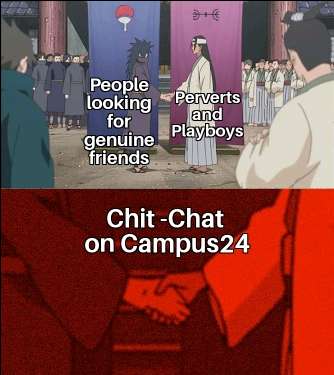 People
looking
for
genuine
friends
Perverts
and
Playboys
Chit -Chat
on Campus24